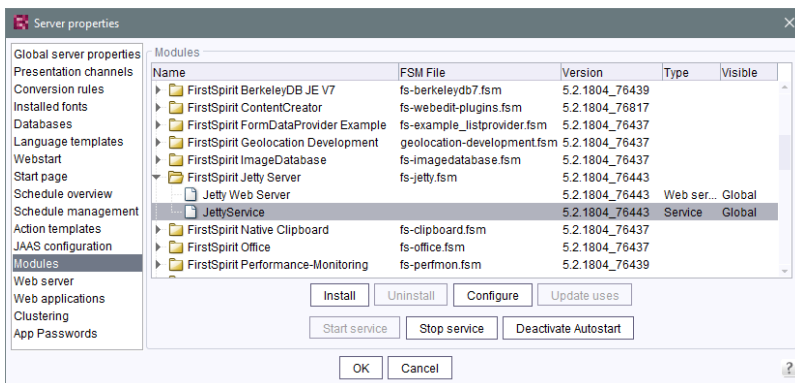 Server properties
Global server properties
Presentation channels
Conversion rules
Installed fonts
Databases
Language templates
Webstart
Start page
Schedule overview
Schedule management
Action templates
JAAS configuration
Modules
Web server
Web applications
Clustering
App Passwords
Modules
Name FSM File Version Type Visible
FirstSpirit BerkeleyDB JE V7 fs-berkeleydb7.fsm 5.2.1804_76439
FirstSpirit ContentCreator fs-webedit-plugins.fsm 5.2.1804_76817
FirstSpirit FormDataProvider Example fs-example_listprovider.fsm 5.2.1804_76437
FirstSpirit Geolocation Development geolocation-development.fsm 5.2.1804_76437
FirstSpirit ImageDatabase fs-imagedatabase.fsm 5.2.1804_76437
FirstSpirit Jetty Server fs-jetty.fsm 5.2.1804_76443
Jetty Web Server 5.2.1804_76443 Web ser... Global
JettyService 5.2.1804_76443 Service Global
FirstSpirit Native Clipboard fs-clipboard.fsm 5.2.1804_76437
FirstSpirit Office fs-office.fsm 5.2.1804_76437
FirstSpirit Performance-Monitoring fs-perfmon.fsm 5.2.1804_76439
Install Uninstall Configure Update uses
Start service Stop service Deactivate Autostart
OK Cancel
?